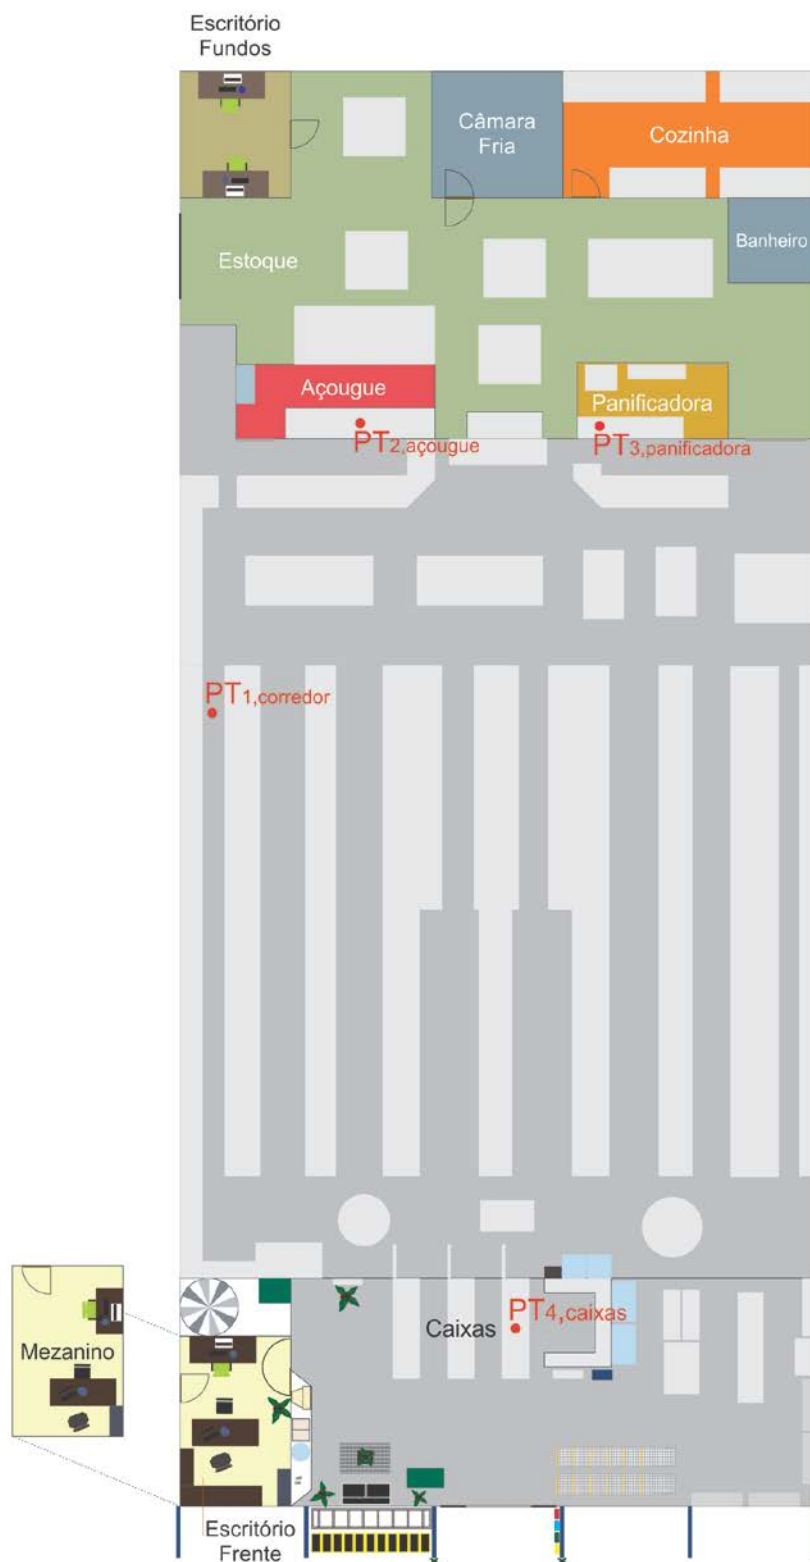 Escritório
Fundos
Câmara
Fria
Cozinha
Estoque
Banheiro
Açougue
Panificadora
PT2,açougue
PT3,panificadora
PT1,corredor
Mezanino
Caixas
PT4,caixas
Escritório
Frente